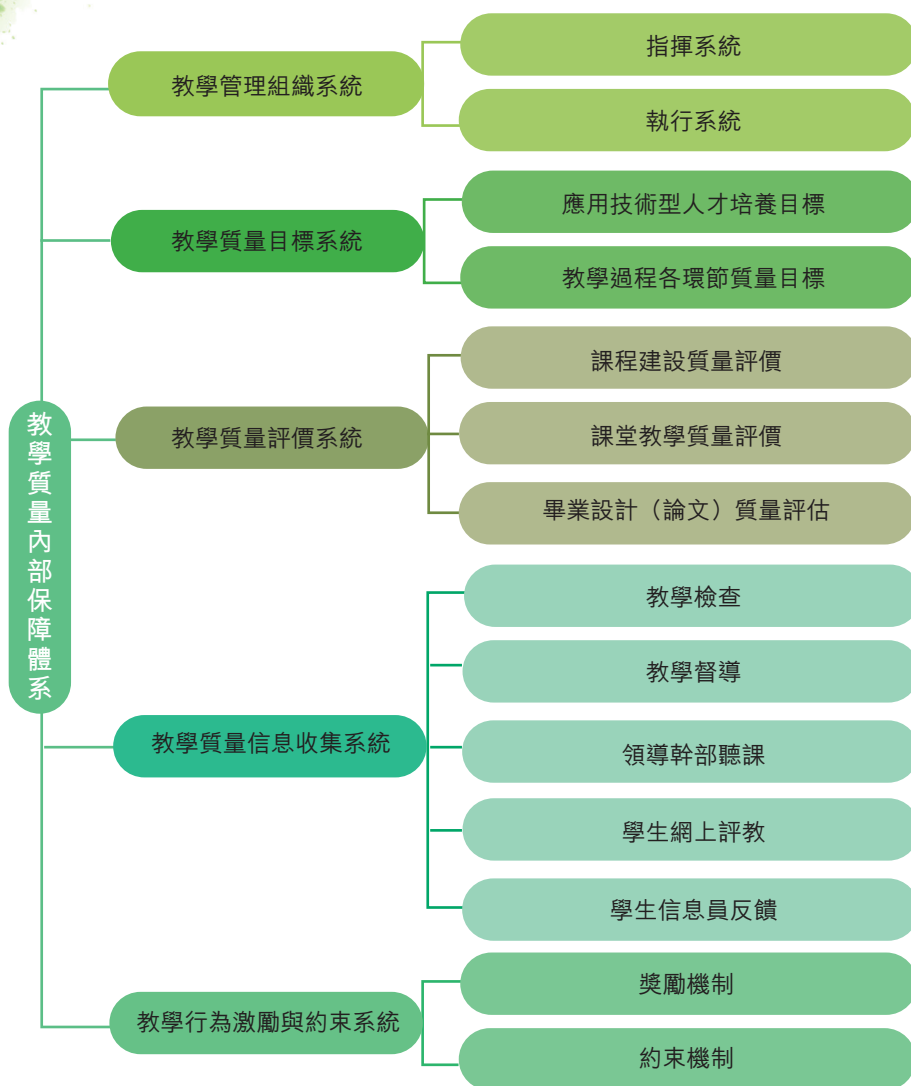 教學質量內部保障體系
教學管理組織系統
指揮系統
執行系統
教學質量目標系統
應用技術型人才培養目標
教學過程各環節質量目標
教學質量評價系統
課程建設質量評價
課堂教學質量評價
畢業設計（論文）質量評估
教學質量信息收集系統
教學檢查
教學督導
領導幹部聽課
學生網上評教
學生信息員反饋
教學行為激勵與約束系統
獎勵機制
約束機制